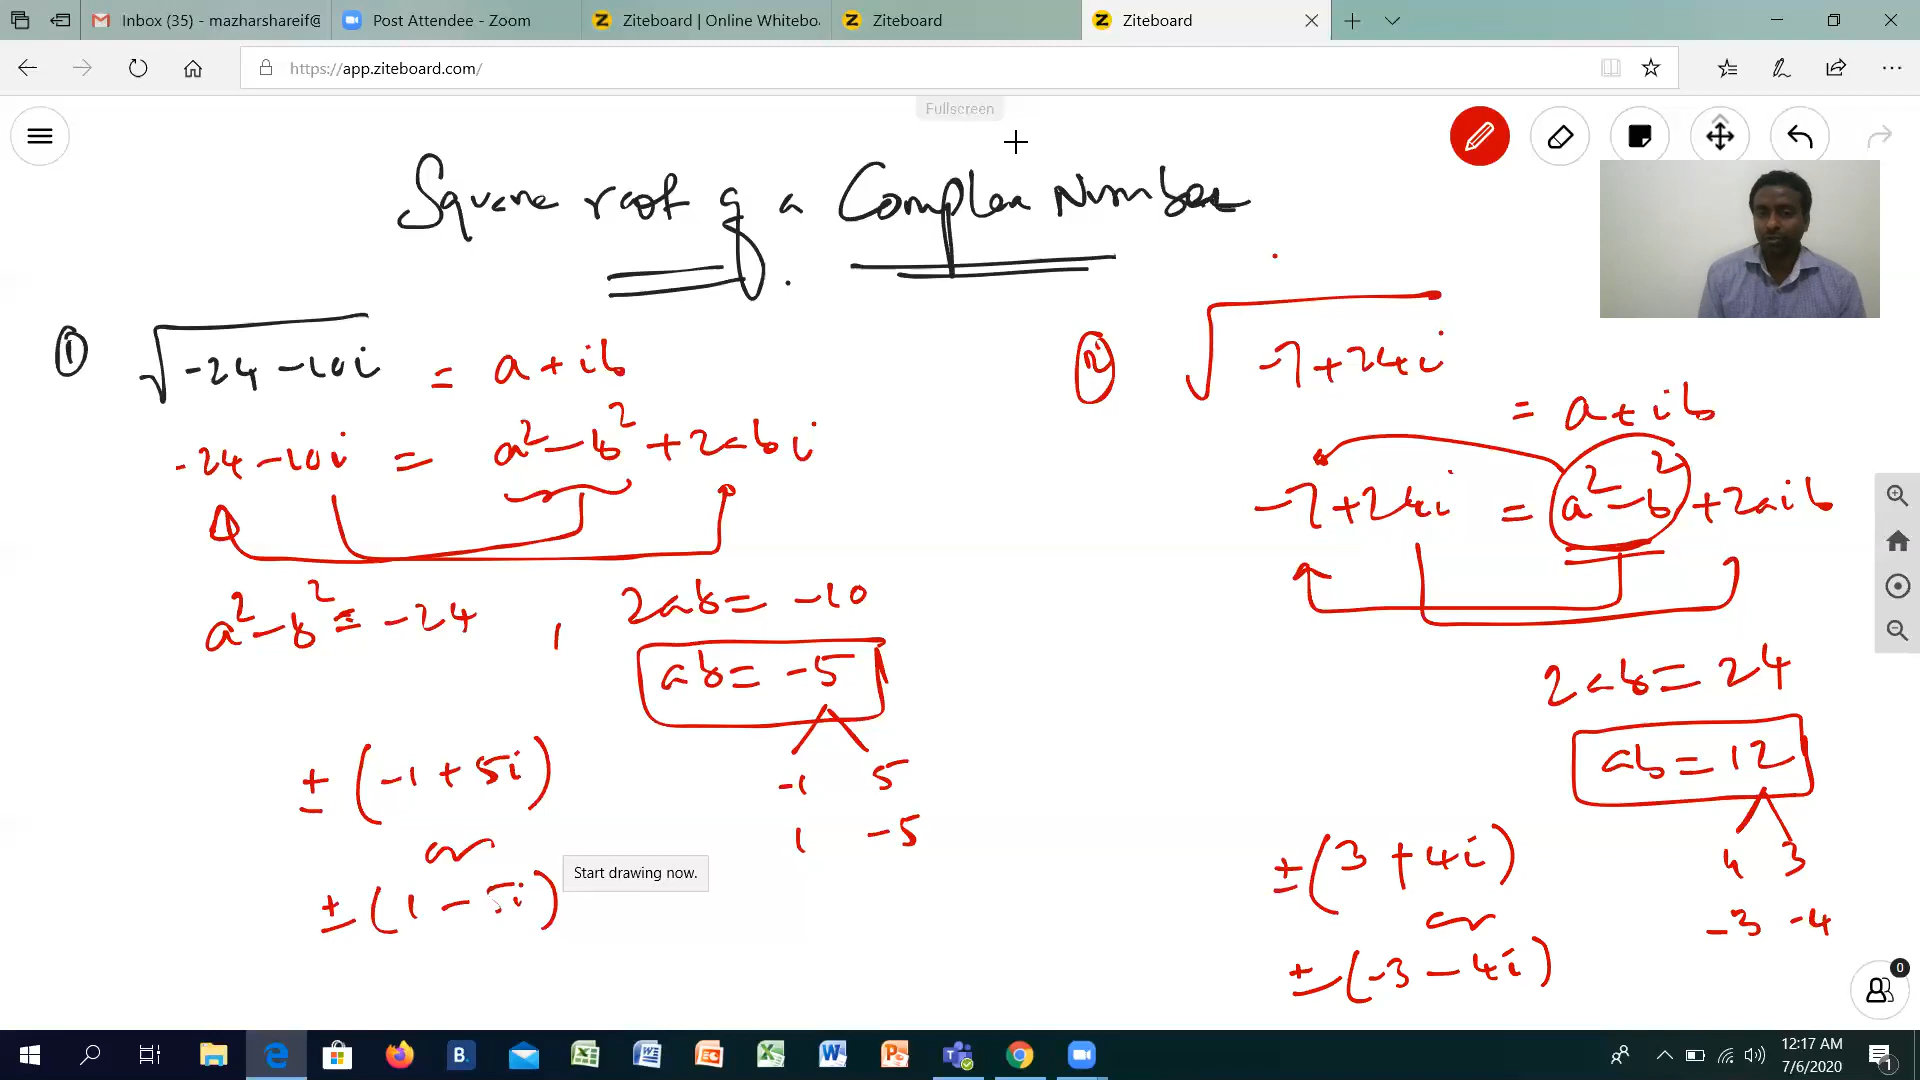 Inbox (35) - mazharshareif@
Post Attendee - Zoom
Ziteboard | Online Whitebo
Ziteboard
Ziteboard
https://app.ziteboard.com/
Fullscreen
Square root of a Complex Number
① √(-24-10i) = a+ib
-24-10i = a²-b²+2abi
a²-b² = -24 , 2ab = -10
ab = -5
-1 5
1 -5
±(-1+5i)
or
±(1-5i)
Start drawing now.
√(-7+24i)
= a+ib
-7+24i = a²-b²+2aib
2ab = 24
ab = 12
4 3
-3 -4
±(3+4i)
or
±(-3-4i)
0
B.
12:17 AM
7/6/2020
1